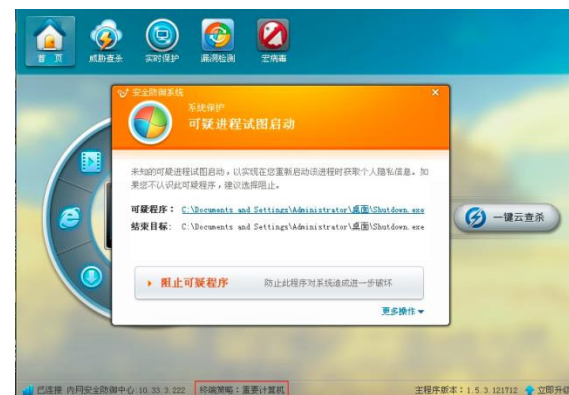 首 页
威胁查杀
实时保护
漏洞检测
宏病毒
安全防御系统
系统保护
可疑进程试图启动
未知的可疑进程试图启动，以实现在您重新启动该进程时获取个人隐私信息。如
果您不认识此可疑程序，建议选择阻止。
可疑程序： C:\Documents and Settings\Administrator\桌面\Shutdown.exe
结束目标： C:\Documents and Settings\Administrator\桌面\Shutdown.exe
阻止可疑程序 防止此程序对系统造成进一步破坏
更多操作
一键云查杀
已连接 内网安全防御中心:10.33.3.222 终端策略：重要计算机 主程序版本：1.5.3.121712 立即升级